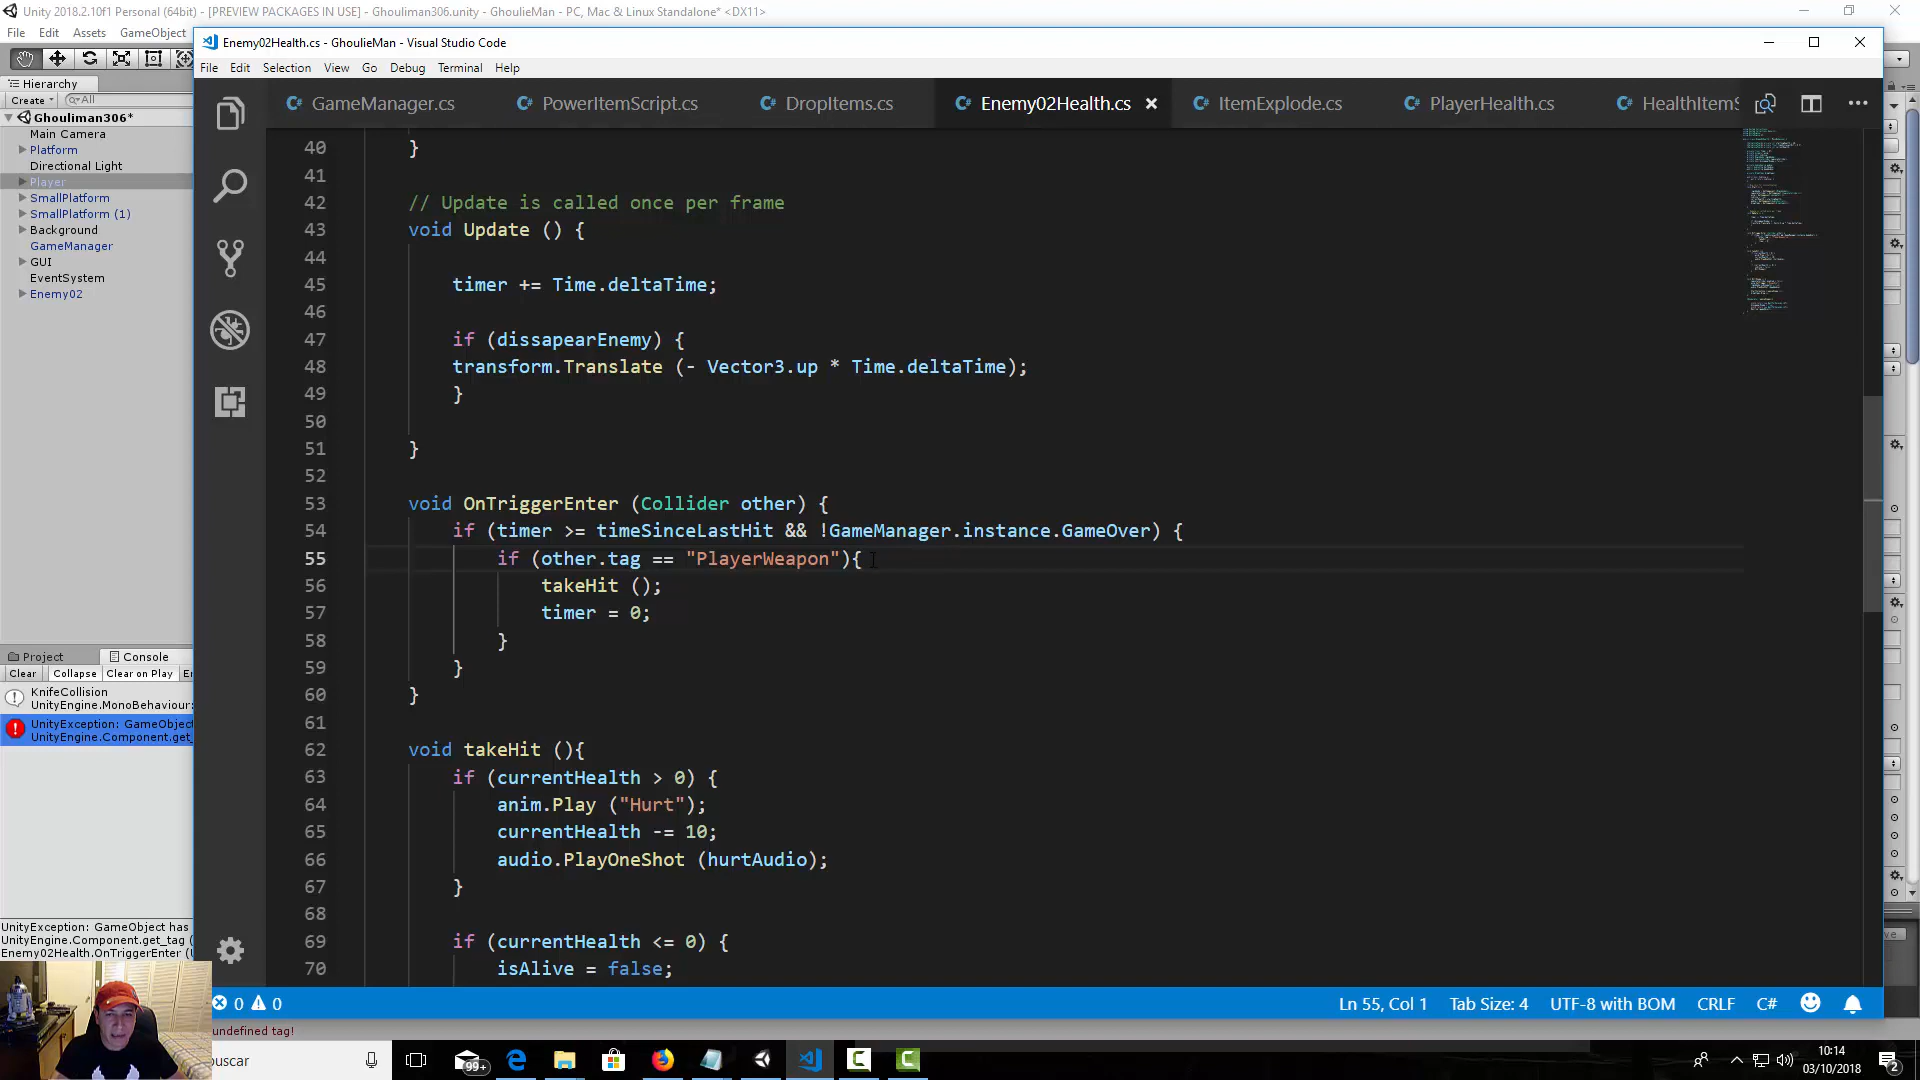 Unity 2018.2.10f1 Personal (64bit) - [PREVIEW PACKAGES IN USE] - Ghouliman306.unity - GhoulieMan - PC, Mac & Linux Standalone* <DX11>
File Edit Assets GameObject
Enemy02Health.cs - GhoulieMan - Visual Studio Code
File Edit Selection View Go Debug Terminal Help
Hierarchy
Create All
Ghouliman306*
Main Camera
Platform
Directional Light
Player
SmallPlatform
SmallPlatform (1)
Background
GameManager
GUI
EventSystem
Enemy02
GameManager.cs PowerItemScript.cs DropItems.cs Enemy02Health.cs ItemExplode.cs PlayerHealth.cs HealthItemS
40 }
41
42 // Update is called once per frame
43 void Update () {
44
45 timer += Time.deltaTime;
46
47 if (dissapearEnemy) {
48 transform.Translate (- Vector3.up * Time.deltaTime);
49 }
50
51 }
52
53 void OnTriggerEnter (Collider other) {
54 if (timer >= timeSinceLastHit && !GameManager.instance.GameOver) {
55 if (other.tag == "PlayerWeapon"){
56 takeHit ();
57 timer = 0;
58 }
59 }
60 }
61
62 void takeHit (){
63 if (currentHealth > 0) {
64 anim.Play ("Hurt");
65 currentHealth -= 10;
66 audio.PlayOneShot (hurtAudio);
67 }
68
69 if (currentHealth <= 0) {
70 isAlive = false;
Project Console
Clear Collapse Clear on Play
KnifeCollision
UnityEngine.MonoBehaviour:
UnityException: GameObject
UnityEngine.Component.get_
UnityException: GameObject has
UnityEngine.Component.get_tag (
Enemy02Health.OnTriggerEnter (
0 0 Ln 55, Col 1 Tab Size: 4 UTF-8 with BOM CRLF C#
undefined tag!
buscar 99+
10:14
03/10/2018
2